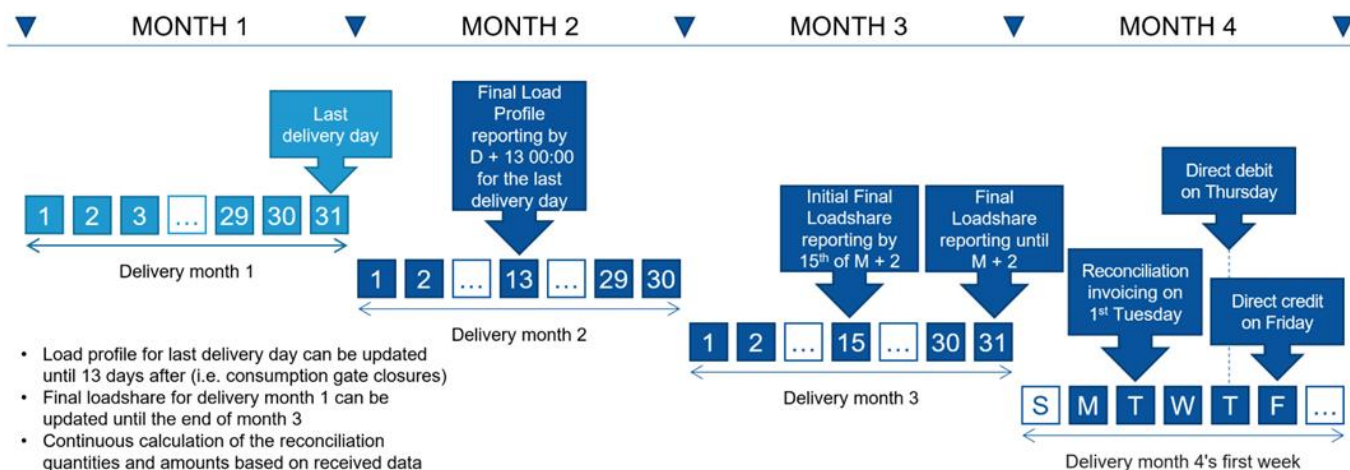 MONTH 1
MONTH 2
MONTH 3
MONTH 4
Last
delivery day
1 2 3 ... 29 30 31
Delivery month 1
Final Load
Profile
reporting by
D + 13 00:00
for the last
delivery day
1 2 ... 13 ... 29 30
Delivery month 2
Initial Final
Loadshare
reporting by
15th of M + 2
Final
Loadshare
reporting until
M + 2
1 2 ... 15 ... 30 31
Delivery month 3
Direct debit
on Thursday
Reconciliation
invoicing on
1st Tuesday
Direct credit
on Friday
S M T W T F ...
Delivery month 4's first week
• Load profile for last delivery day can be updated
until 13 days after (i.e. consumption gate closures)
• Final loadshare for delivery month 1 can be
updated until the end of month 3
• Continuous calculation of the reconciliation
quantities and amounts based on received data